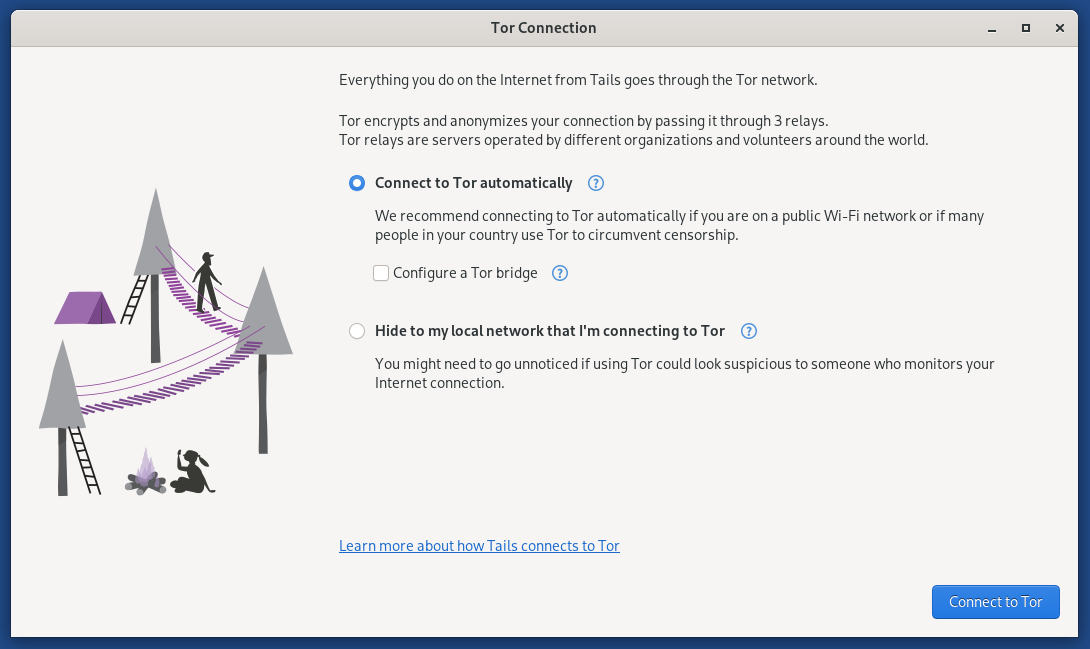 Tor Connection
Everything you do on the Internet from Tails goes through the Tor network.
Tor encrypts and anonymizes your connection by passing it through 3 relays.
Tor relays are servers operated by different organizations and volunteers around the world.
Connect to Tor automatically ?
We recommend connecting to Tor automatically if you are on a public Wi-Fi network or if many
people in your country use Tor to circumvent censorship.
Configure a Tor bridge ?
Hide to my local network that I'm connecting to Tor ?
You might need to go unnoticed if using Tor could look suspicious to someone who monitors your
Internet connection.
Learn more about how Tails connects to Tor
Connect to Tor